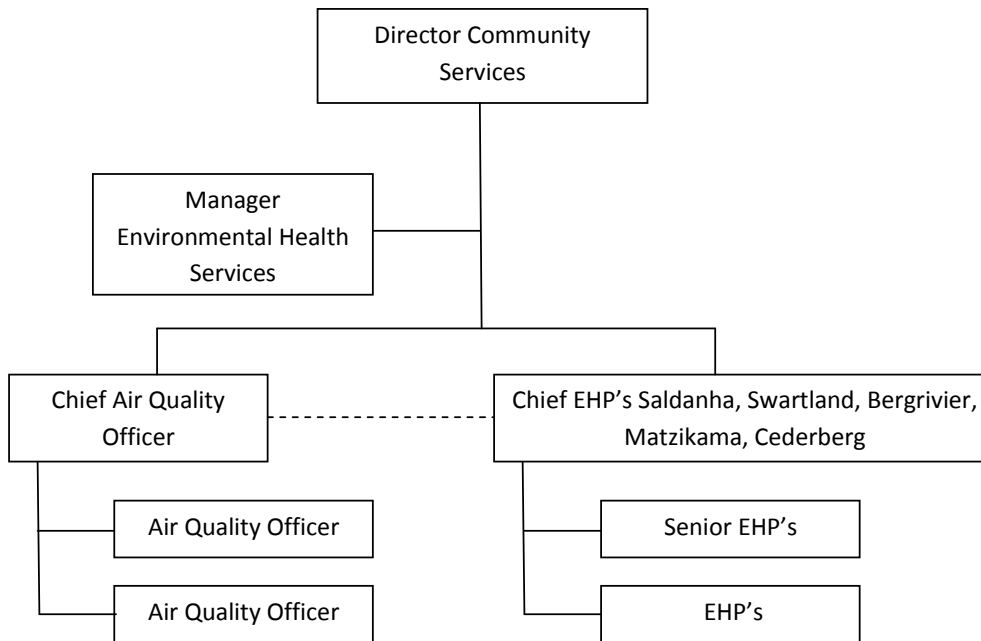 Director Community
Services
Manager
Environmental Health
Services
Chief Air Quality
Officer
Chief EHP’s Saldanha, Swartland, Bergrivier,
Matzikama, Cederberg
Air Quality Officer
Senior EHP’s
Air Quality Officer
EHP’s